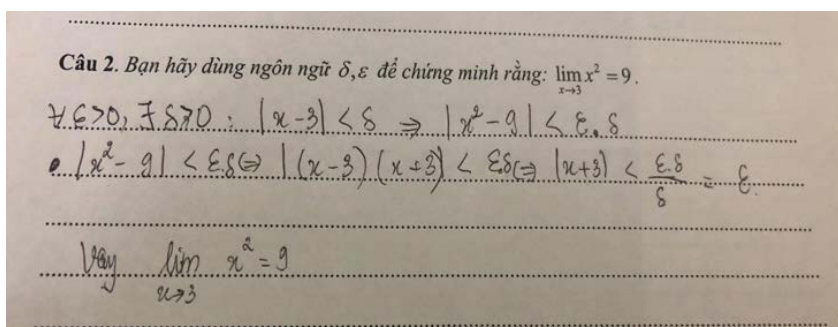 Câu 2. Bạn hãy dùng ngôn ngữ δ,ε để chứng minh rằng: lim x→3 x² = 9.
∀ε>0, ∃δ>0 : |x-3| < δ ⇒ |x²-9| < ε.δ
• |x²-9| < ε.δ ⇔ |(x-3)(x+3)| < ε.δ ⇔ |x+3| < ε.δ/δ = ε.
Vậy lim x→3 x² = 9